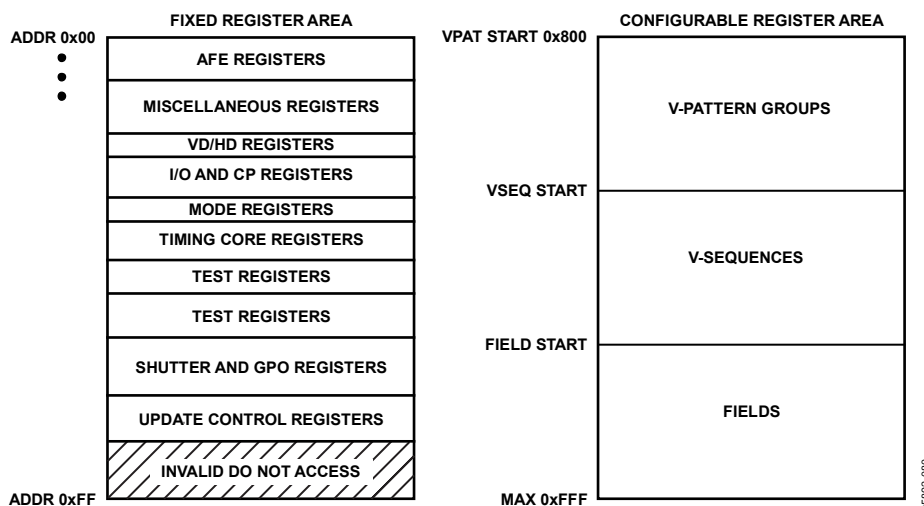 FIXED REGISTER AREA
ADDR 0x00
AFE REGISTERS
MISCELLANEOUS REGISTERS
VD/HD REGISTERS
I/O AND CP REGISTERS
MODE REGISTERS
TIMING CORE REGISTERS
TEST REGISTERS
TEST REGISTERS
SHUTTER AND GPO REGISTERS
UPDATE CONTROL REGISTERS
INVALID DO NOT ACCESS
ADDR 0xFF
CONFIGURABLE REGISTER AREA
VPAT START 0x800
V-PATTERN GROUPS
VSEQ START
V-SEQUENCES
FIELD START
FIELDS
MAX 0xFFF